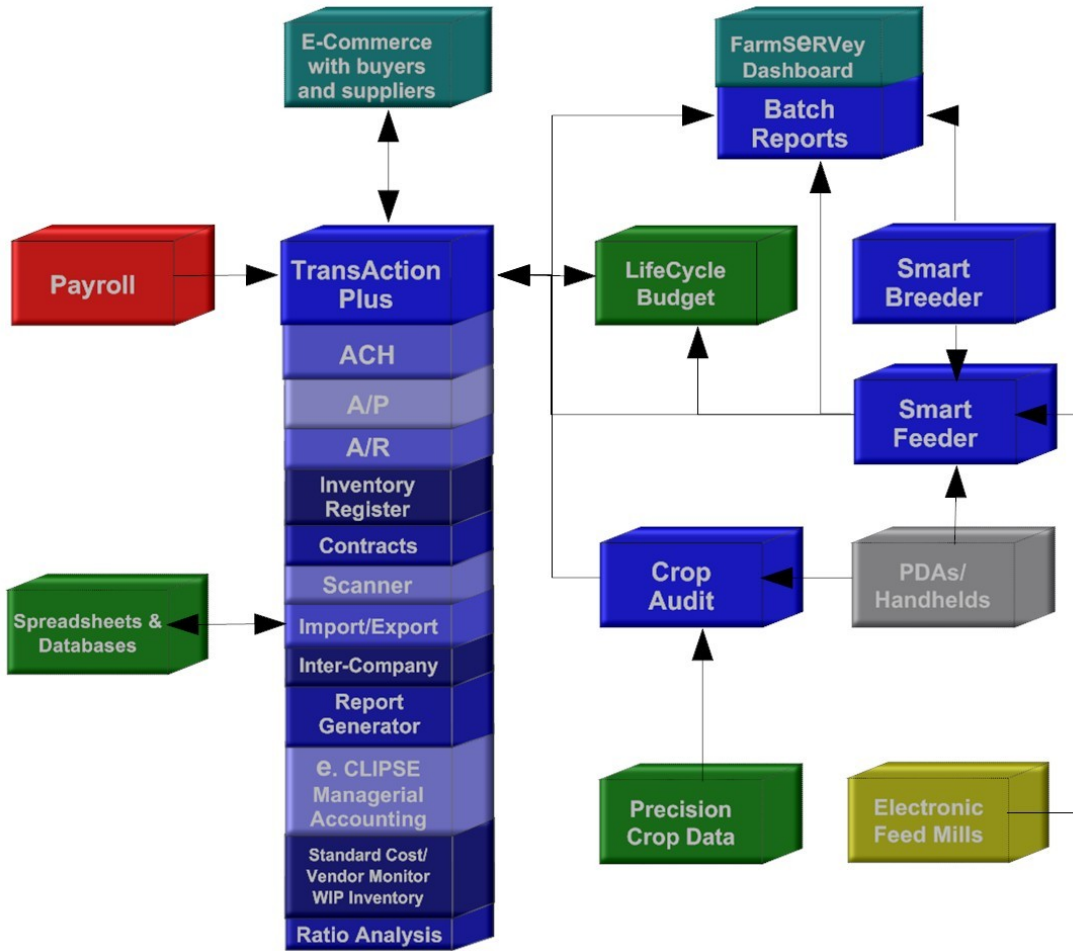 E-Commerce
with buyers
and suppliers
FarmSeRVey
Dashboard
Batch
Reports
Payroll
TransAction
Plus
LifeCycle
Budget
Smart
Breeder
ACH
A/P
A/R
Inventory
Register
Contracts
Scanner
Import/Export
Inter-Company
Report
Generator
e. CLIPSE
Managerial
Accounting
Standard Cost/
Vendor Monitor
WIP Inventory
Ratio Analysis
Smart
Feeder
Crop
Audit
PDAs/
Handhelds
Spreadsheets &
Databases
Precision
Crop Data
Electronic
Feed Mills